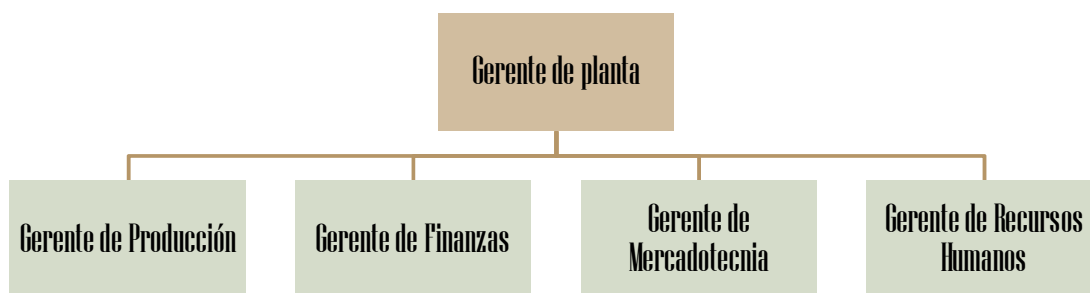 Gerente de planta
Gerente de Producción
Gerente de Finanzas
Gerente de
Mercadotecnia
Gerente de Recursos
Humanos